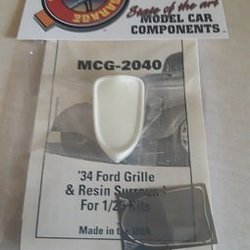 GARAGE
State of the art
MODEL CAR
COMPONENTS
MCG-2040
'34 Ford Grille
& Resin Surround
For 1/25 Kits
Made in the USA